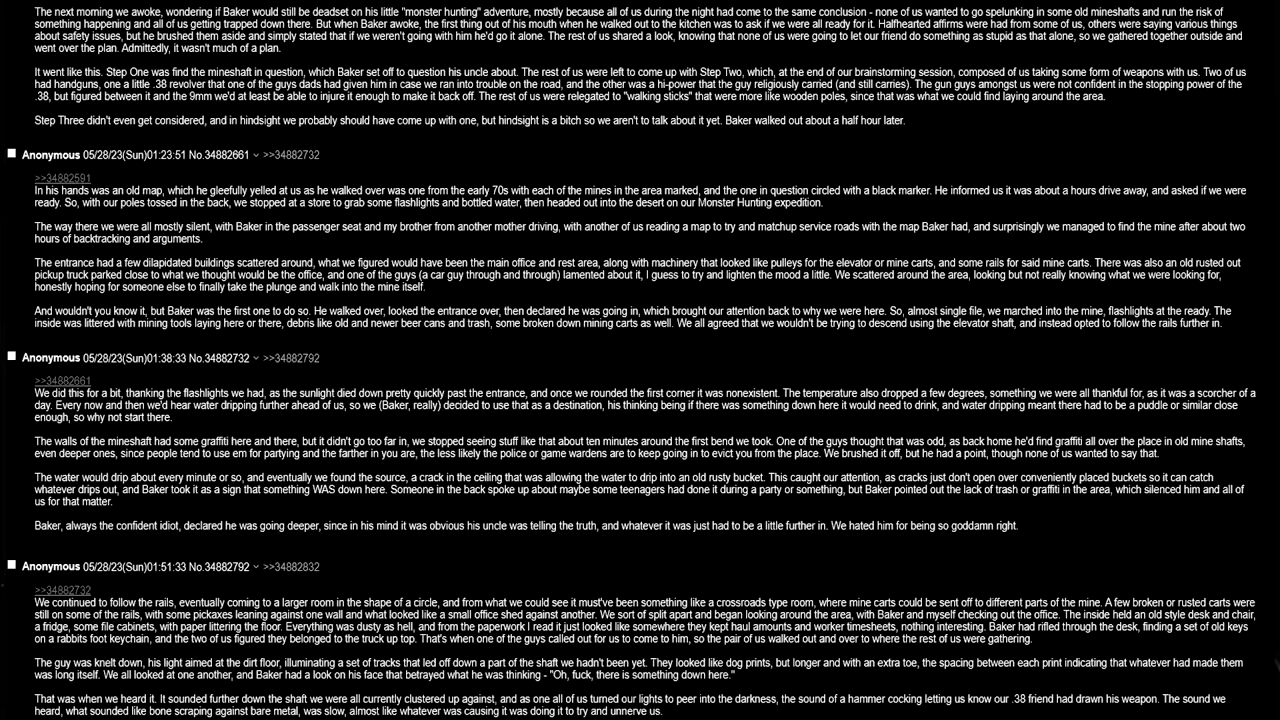 The next morning we awoke, wondering if Baker would still be deadset on his little "monster hunting" adventure, mostly because all of us during the night had come to the same conclusion - none of us wanted to go spelunking in some old mineshafts and run the risk of
something happening and all of us getting trapped down there. But when Baker awoke, the first thing out of his mouth when he walked out to the kitchen was to ask if we were all ready for it. Halfhearted affirms were had from some of us, others were saying various things
about safety issues, but he brushed them aside and simply stated that if we weren't going with him he'd go it alone. The rest of us shared a look, knowing that none of us were going to let our friend do something as stupid as that alone, so we gathered together outside and
went over the plan. Admittedly, it wasn't much of a plan.
It went like this. Step One was find the mineshaft in question, which Baker set off to question his uncle about. The rest of us were left to come up with Step Two, which, at the end of our brainstorming session, composed of us taking some form of weapons with us. Two of us
had handguns, one a little .38 revolver that one of the guys dads had given him in case we ran into trouble on the road, and the other was a hi-power that the guy religiously carried (and still carries). The gun guys amongst us were not confident in the stopping power of the
.38, but figured between it and the 9mm we'd at least be able to injure it enough to make it back off. The rest of us were relegated to "walking sticks" that were more like wooden poles, since that was what we could find laying around the area.
Step Three didn't even get considered, and in hindsight we probably should have come up with one, but hindsight is a bitch so we aren't to talk about it yet. Baker walked out about a half hour later.
Anonymous 05/28/23(Sun)01:23:51 No.34882661 >>34882732
>>34882591
In his hands was an old map, which he gleefully yelled at us as he walked over was one from the early 70s with each of the mines in the area marked, and the one in question circled with a black marker. He informed us it was about a hours drive away, and asked if we were
ready. So, with our poles tossed in the back, we stopped at a store to grab some flashlights and bottled water, then headed out into the desert on our Monster Hunting expedition.
The way there we were all mostly silent, with Baker in the passenger seat and my brother from another mother driving, with another of us reading a map to try and matchup service roads with the map Baker had, and surprisingly we managed to find the mine after about two
hours of backtracking and arguments.
The entrance had a few dilapidated buildings scattered around, what we figured would have been the main office and rest area, along with machinery that looked like pulleys for the elevator or mine carts, and some rails for said mine carts. There was also an old rusted out
pickup truck parked close to what we thought would be the office, and one of the guys (a car guy through and through) lamented about it, I guess to try and lighten the mood a little. We scattered around the area, looking but not really knowing what we were looking for,
honestly hoping for someone else to finally take the plunge and walk into the mine itself.
And wouldn't you know it, but Baker was the first one to do so. He walked over, looked the entrance over, then declared he was going in, which brought our attention back to why we were here. So, almost single file, we marched into the mine, flashlights at the ready. The
inside was littered with mining tools laying here or there, debris like old and newer beer cans and trash, some broken down mining carts as well. We all agreed that we wouldn't be trying to descend using the elevator shaft, and instead opted to follow the rails further in.
Anonymous 05/28/23(Sun)01:38:33 No.34882732 >>34882792
>>34882661
We did this for a bit, thanking the flashlights we had, as the sunlight died down pretty quickly past the entrance, and once we rounded the first corner it was nonexistent. The temperature also dropped a few degrees, something we were all thankful for, as it was a scorcher of a
day. Every now and then we'd hear water dripping further ahead of us, so we (Baker, really) decided to use that as a destination, his thinking being if there was something down here it would need to drink, and water dripping meant there had to be a puddle or similar close
enough, so why not start there.
The walls of the mineshaft had some graffiti here and there, but it didn't go too far in, we stopped seeing stuff like that about ten minutes around the first bend we took. One of the guys thought that was odd, as back home he'd find graffiti all over the place in old mine shafts,
even deeper ones, since people tend to use em for partying and the farther in you are, the less likely the police or game wardens are to keep going in to evict you from the place. We brushed it off, but he had a point, though none of us wanted to say that.
The water would drip about every minute or so, and eventually we found the source, a crack in the ceiling that was allowing the water to drip into an old rusty bucket. This caught our attention, as cracks just don't open over conveniently placed buckets so it can catch
whatever drips out, and Baker took it as a sign that something WAS down here. Someone in the back spoke up about maybe some teenagers had done it during a party or something, but Baker pointed out the lack of trash or graffiti in the area, which silenced him and all of
us for that matter.
Baker, always the confident idiot, declared he was going deeper, since in his mind it was obvious his uncle was telling the truth, and whatever it was just had to be a little further in. We hated him for being so goddamn right.
Anonymous 05/28/23(Sun)01:51:33 No.34882792 >>34882832
>>34882732
We continued to follow the rails, eventually coming to a larger room in the shape of a circle, and from what we could see it must've been something like a crossroads type room, where mine carts could be sent off to different parts of the mine. A few broken or rusted carts were
still on some of the rails, with some pickaxes leaning against one wall and what looked like a small office shed against another. We sort of split apart and began looking around the area, with Baker and myself checking out the office. The inside held an old style desk and chair,
a fridge, some file cabinets, with paper littering the floor. Everything was dusty as hell, and from the paperwork I read it just looked like somewhere they kept haul amounts and worker timesheets, nothing interesting. Baker had rifled through the desk, finding a set of old keys
on a rabbits foot keychain, and the two of us figured they belonged to the truck up top. That's when one of the guys called out for us to come to him, so the pair of us walked out and over to where the rest of us were gathering.
The guy was knelt down, his light aimed at the dirt floor, illuminating a set of tracks that led off down a part of the shaft we hadn't been yet. They looked like dog prints, but longer and with an extra toe, the spacing between each print indicating that whatever had made them
was long itself. We all looked at one another, and Baker had a look on his face that betrayed what he was thinking - "Oh, fuck, there is something down here."
That was when we heard it. It sounded further down the shaft we were all currently clustered up against, and as one all of us turned our lights to peer into the darkness, the sound of a hammer cocking letting us know our .38 friend had drawn his weapon. The sound we
heard, what sounded like bone scraping against bare metal, was slow, almost like whatever was causing it was doing it to try and unnerve us.